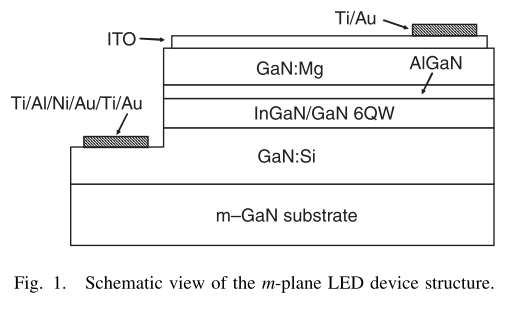 Ti/Au
ITO
GaN:Mg
AlGaN
Ti/Al/Ni/Au/Ti/Au
InGaN/GaN 6QW
GaN:Si
m–GaN substrate
Fig. 1. Schematic view of the m-plane LED device structure.